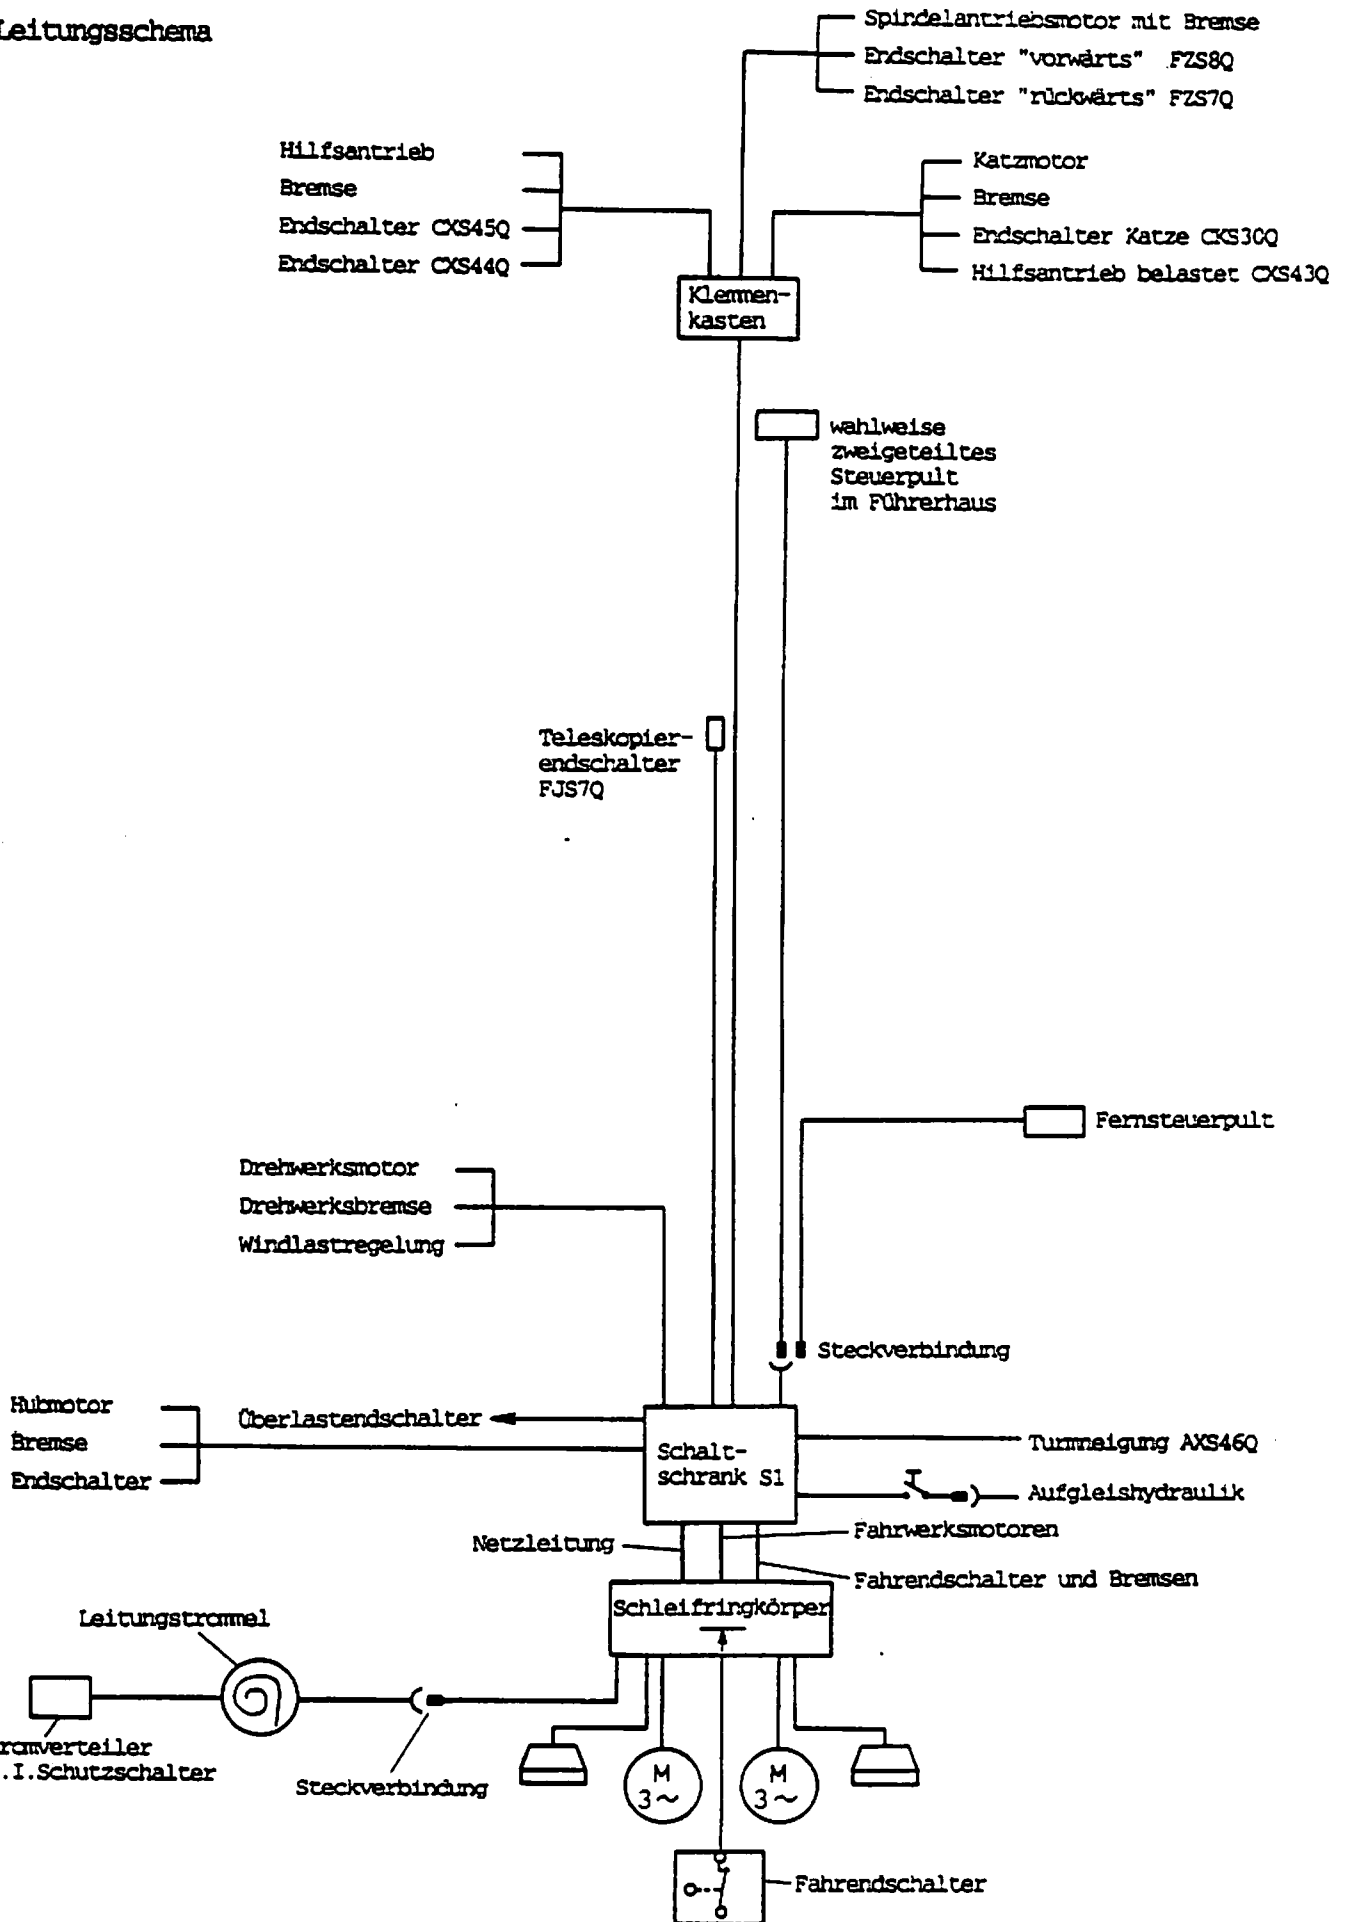 Leitungsschema
Spindelantriebsmotor mit Bremse
Endschalter "vorwärts" FZS8Q
Endschalter "rückwärts" FZS7Q
Hilfsantrieb
Bremse
Endschalter CXS45Q
Endschalter CXS44Q
Katzmotor
Bremse
Endschalter Katze CKS30Q
Hilfsantrieb belastet CXS43Q
Klemmen-
kasten
wahlweise
zweigeteiltes
Steuerpult
im Führerhaus
Teleskopier-
endschalter
FJS7Q
Fernsteuerpult
Drehwerksmotor
Drehwerksbremse
Windlastregelung
Steckverbindung
Hubmotor
Bremse
Endschalter
Überlastendschalter
Schalt-
schrank S1
Turmneigung AXS46Q
Aufgleishydraulik
Netzleitung
Fahrwerksmotoren
Fahrendschalter und Bremsen
Schleifringkörper
Leitungstrommel
romverteiler
.I.Schutzschalter
Steckverbindung
M
3~
M
3~
Fahrendschalter